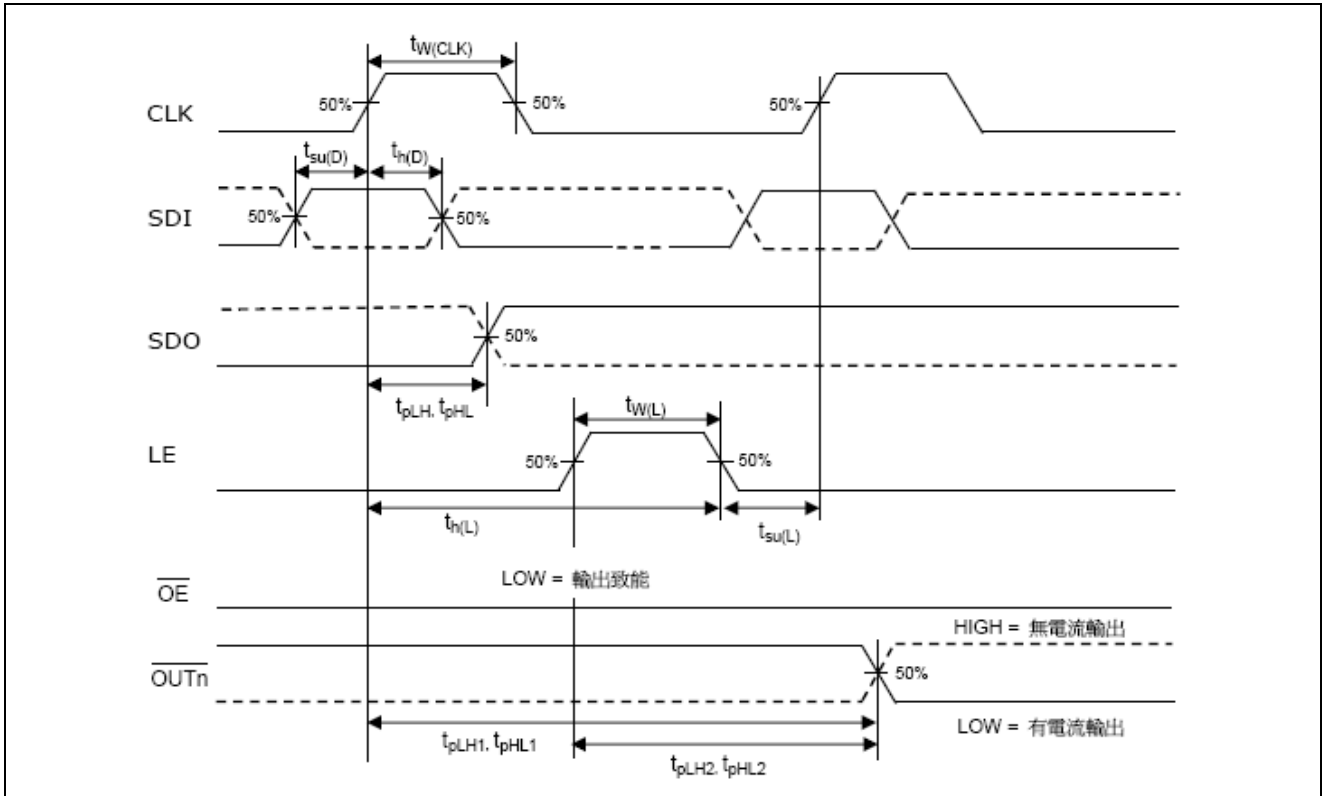 tW(CLK)
CLK
50%
50%
50%
tsu(D)
th(D)
SDI
50%
50%
SDO
50%
tpLH, tpHL
tW(L)
LE
50%
50%
th(L)
tsu(L)
OE
LOW = 輸出致能
HIGH = 無電流輸出
OUTn
50%
LOW = 有電流輸出
tpLH1, tpHL1
tpLH2, tpHL2